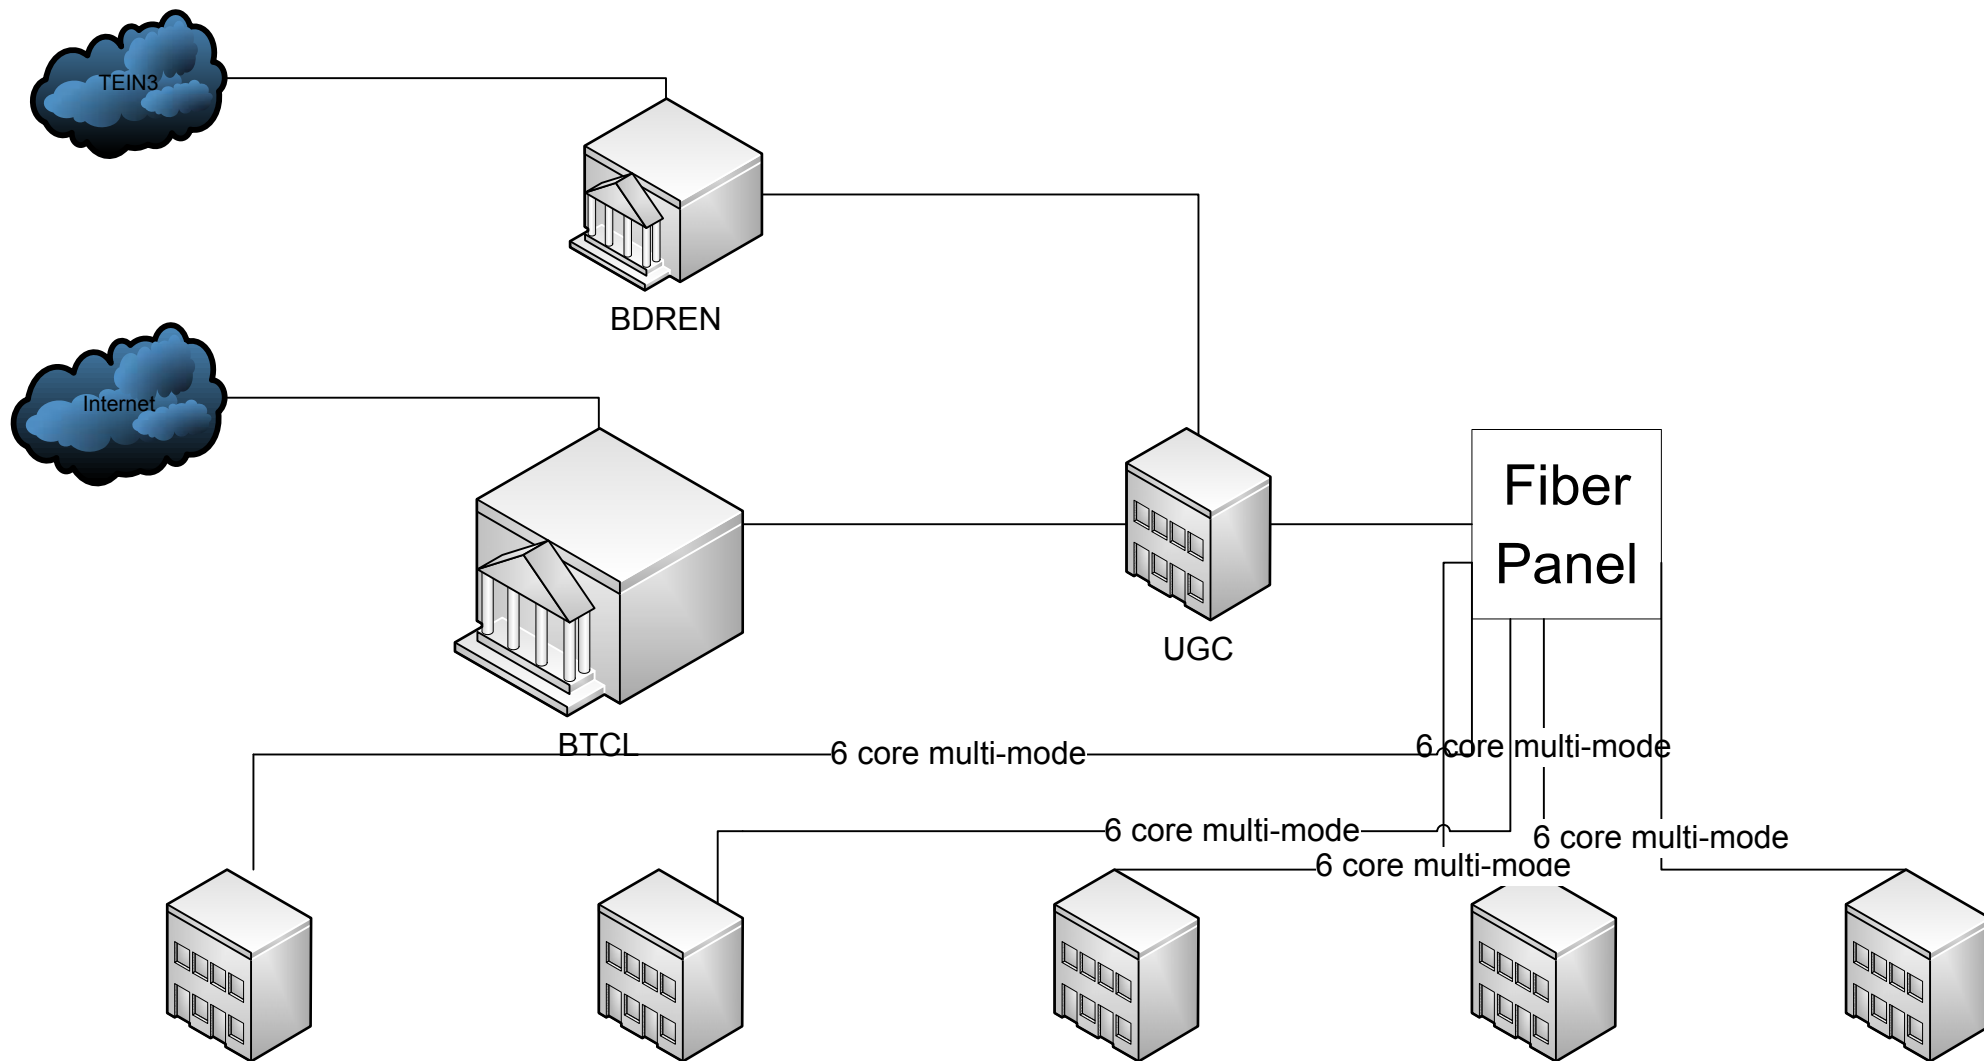 TEIN3
BDREN
Internet
Fiber
Panel
UGC
BTCL
6 core multi-mode
6 core multi-mode
6 core multi-mode
6 core multi-mode
6 core multi-mode